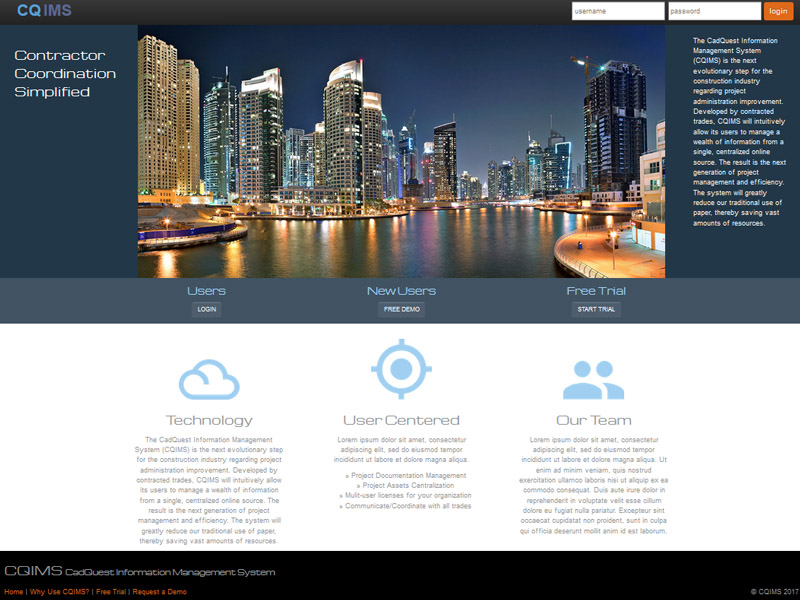 CQIMS
username
password
login
Contractor
Coordination
Simplified
The CadQuest Information
Management System
(CQIMS) is the next
evolutionary step for the
construction industry
regarding project
administration improvement.
Developed by contracted
trades, CQIMS will intuitively
allow its users to manage a
wealth of information from a
single, centralized online
source. The result is the next
generation of project
management and efficiency.
The system will greatly
reduce our traditional use of
paper, thereby saving vast
amounts of resources.
Users
New Users
Free Trial
LOGIN
FREE DEMO
START TRIAL
Technology
The CadQuest Information Management
System (CQIMS) is the next evolutionary step
for the construction industry regarding project
administration improvement. Developed by
contracted trades, CQIMS will intuitively allow
its users to manage a wealth of information
from a single, centralized online source. The
result is the next generation of project
management and efficiency. The system will
greatly reduce our traditional use of paper,
thereby saving vast amounts of resources.
User Centered
Lorem ipsum dolor sit amet, consectetur
adipisicing elit, sed do eiusmod tempor
incididunt ut labore et dolore magna aliqua.
» Project Documentation Management
» Project Assets Centralization
» Mulit-user licenses for your organization
» Communicate/Coordinate with all trades
Our Team
Lorem ipsum dolor sit amet, consectetur
adipisicing elit, sed do eiusmod tempor
incididunt ut labore et dolore magna aliqua. Ut
enim ad minim veniam, quis nostrud
exercitation ullamco laboris nisi ut aliquip ex ea
commodo consequat. Duis aute irure dolor in
reprehenderit in voluptate velit esse cillum
dolore eu fugiat nulla pariatur. Excepteur sint
occaecat cupidatat non proident, sunt in culpa
qui officia deserunt mollit anim id est laborum.
CQIMS CadQuest Information Management System
Home | Why Use CQIMS? | Free Trial | Request a Demo
© CQIMS 2017